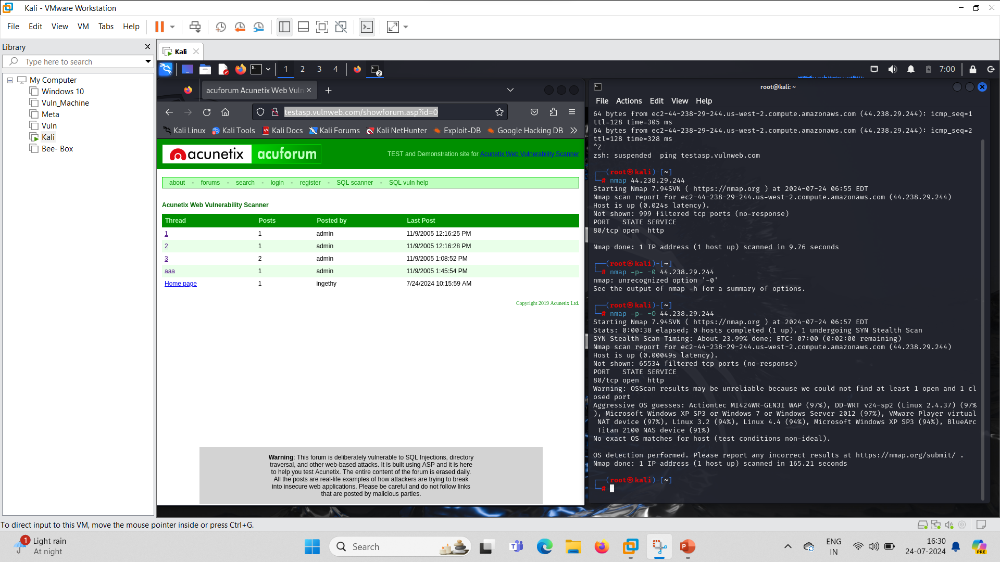 Kali - VMware Workstation
File Edit View VM Tabs Help
Library
Type here to search
My Computer
Windows 10
Vuln_Machine
Meta
Vuln
Kali
Bee- Box
Kali
1 2 3 4
2
7:00
acuforum Acunetix Web Vuln
testasp.vulnweb.com/showforum.asp?id=0
Kali Linux Kali Tools Kali Docs Kali Forums Kali NetHunter Exploit-DB Google Hacking DB
acunetix acuforum
TEST and Demonstration site for Acunetix Web Vulnerability Scanner
about - forums - search - login - register - SQL scanner - SQL vuln help
Acunetix Web Vulnerability Scanner
Thread Posts Posted by Last Post
1 1 admin 11/9/2005 12:16:25 PM
2 1 admin 11/9/2005 12:16:28 PM
3 2 admin 11/9/2005 1:08:52 PM
aaa 1 admin 11/9/2005 1:45:54 PM
Home page 1 ingethy 7/24/2024 10:15:59 AM
Copyright 2019 Acunetix Ltd.
Warning: This forum is deliberately vulnerable to SQL Injections, directory
traversal, and other web-based attacks. It is built using ASP and it is here
to help you test Acunetix. The entire content of the forum is erased daily.
All the posts are real-life examples of how attackers are trying to break
into insecure web applications. Please be careful and do not follow links
that are posted by malicious parties.
root@kali: ~
File Actions Edit View Help
64 bytes from ec2-44-238-29-244.us-west-2.compute.amazonaws.com (44.238.29.244): icmp_seq=1
ttl=128 time=305 ms
64 bytes from ec2-44-238-29-244.us-west-2.compute.amazonaws.com (44.238.29.244): icmp_seq=2
ttl=128 time=328 ms
^Z
zsh: suspended  ping testasp.vulnweb.com
┌──(root㉿kali)-[~]
└─# nmap 44.238.29.244
Starting Nmap 7.94SVN ( https://nmap.org ) at 2024-07-24 06:55 EDT
Nmap scan report for ec2-44-238-29-244.us-west-2.compute.amazonaws.com (44.238.29.244)
Host is up (0.024s latency).
Not shown: 999 filtered tcp ports (no-response)
PORT   STATE SERVICE
80/tcp open  http
Nmap done: 1 IP address (1 host up) scanned in 9.76 seconds
┌──(root㉿kali)-[~]
└─# nmap -p- -0 44.238.29.244
nmap: unrecognized option '-0'
See the output of nmap -h for a summary of options.
┌──(root㉿kali)-[~]
└─# nmap -p- -O 44.238.29.244
Starting Nmap 7.94SVN ( https://nmap.org ) at 2024-07-24 06:57 EDT
Stats: 0:00:38 elapsed; 0 hosts completed (1 up), 1 undergoing SYN Stealth Scan
SYN Stealth Scan Timing: About 23.99% done; ETC: 07:00 (0:02:00 remaining)
Nmap scan report for ec2-44-238-29-244.us-west-2.compute.amazonaws.com (44.238.29.244)
Host is up (0.00049s latency).
Not shown: 65534 filtered tcp ports (no-response)
PORT   STATE SERVICE
80/tcp open  http
Warning: OSScan results may be unreliable because we could not find at least 1 open and 1 cl
osed port
Aggressive OS guesses: Actiontec MI424WR-GEN3I WAP (97%), DD-WRT v24-sp2 (Linux 2.4.37) (97%
), Microsoft Windows XP SP3 or Windows 7 or Windows Server 2012 (97%), VMware Player virtual
NAT device (97%), Linux 3.2 (94%), Linux 4.4 (94%), Microsoft Windows XP SP3 (94%), BlueArc
Titan 2100 NAS device (91%)
No exact OS matches for host (test conditions non-ideal).
OS detection performed. Please report any incorrect results at https://nmap.org/submit/ .
Nmap done: 1 IP address (1 host up) scanned in 165.21 seconds
┌──(root㉿kali)-[~]
└─#
To direct input to this VM, move the mouse pointer inside or press Ctrl+G.
1
Light rain
At night
Search
ENG
IN
16:30
24-07-2024
PRE